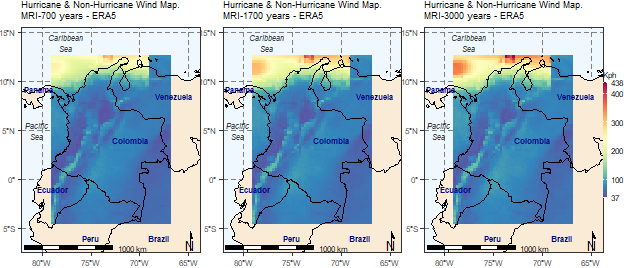 Hurricane & Non-Hurricane Wind Map.
MRI-700 years - ERA5
Hurricane & Non-Hurricane Wind Map.
MRI-1700 years - ERA5
Hurricane & Non-Hurricane Wind Map.
MRI-3000 years - ERA5
15°N
10°N
5°N
0°
5°S
80°W
75°W
70°W
65°W
Caribbean
Sea
Panama
Venezuela
Pacific
Sea
Colombia
Ecuador
Peru
Brazil
1000 km
N
15°N
10°N
5°N
0°
5°S
80°W
75°W
70°W
65°W
Caribbean
Sea
Panama
Venezuela
Pacific
Sea
Colombia
Ecuador
Peru
Brazil
1000 km
N
15°N
10°N
5°N
0°
5°S
80°W
75°W
70°W
65°W
Caribbean
Sea
Panama
Venezuela
Pacific
Sea
Colombia
Ecuador
Peru
Brazil
1000 km
N
Kph
438
400
300
200
100
37